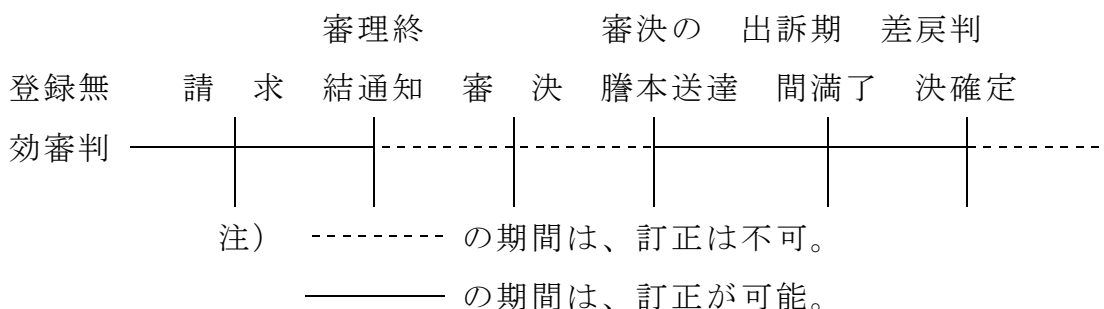 審理終 審決の 出訴期 差戻判
登録無 請 求 結通知 審 決 謄本送達 間満了 決確定
効審判
注） の期間は、訂正は不可。
の期間は、訂正が可能。